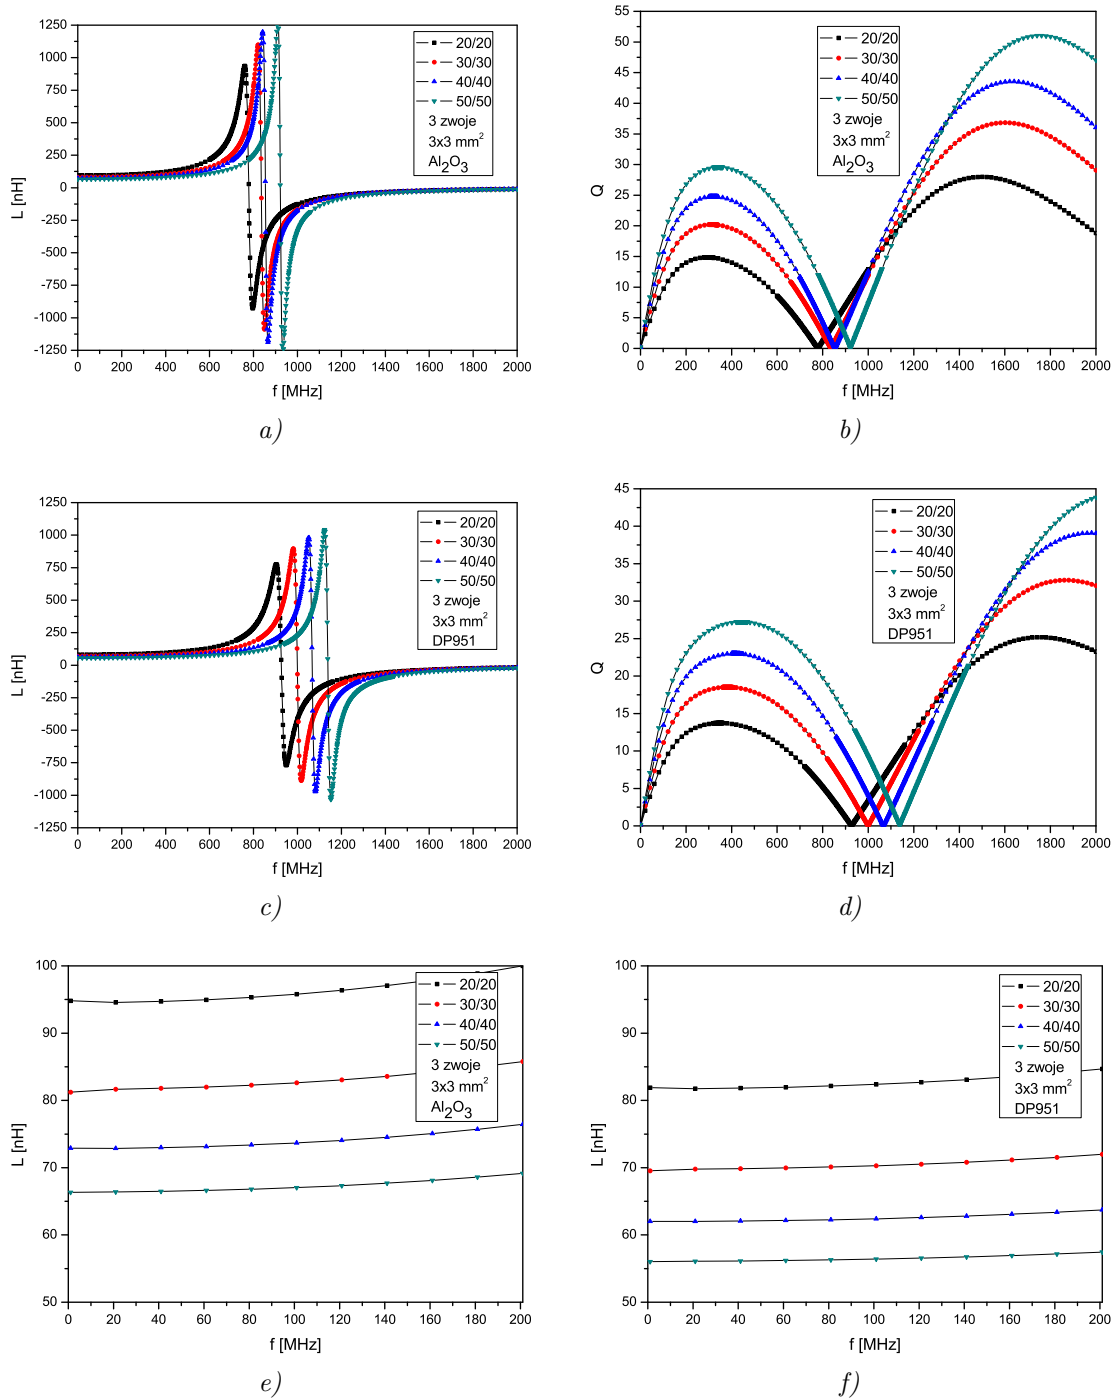 1250
1000
750
500
250
0
-250
-500
-750
-1000
-1250
L [nH]
0 200 400 600 800 1000 1200 1400 1600 1800 2000
f [MHz]
20/20
30/30
40/40
50/50
3 zwoje
3x3 mm²
Al₂O₃
a)
55
50
45
40
35
30
25
20
15
10
5
0
Q
0 200 400 600 800 1000 1200 1400 1600 1800 2000
f [MHz]
20/20
30/30
40/40
50/50
3 zwoje
3x3 mm²
Al₂O₃
b)
1250
1000
750
500
250
0
-250
-500
-750
-1000
-1250
L [nH]
0 200 400 600 800 1000 1200 1400 1600 1800 2000
f [MHz]
20/20
30/30
40/40
50/50
3 zwoje
3x3 mm²
DP951
c)
45
40
35
30
25
20
15
10
5
0
Q
0 200 400 600 800 1000 1200 1400 1600 1800 2000
f [MHz]
20/20
30/30
40/40
50/50
3 zwoje
3x3 mm²
DP951
d)
100
90
80
70
60
50
L [nH]
0 20 40 60 80 100 120 140 160 180 200
f [MHz]
20/20
30/30
40/40
50/50
3 zwoje
3x3 mm²
Al₂O₃
e)
100
90
80
70
60
50
L [nH]
0 20 40 60 80 100 120 140 160 180 200
f [MHz]
20/20
30/30
40/40
50/50
3 zwoje
3x3 mm²
DP951
f)